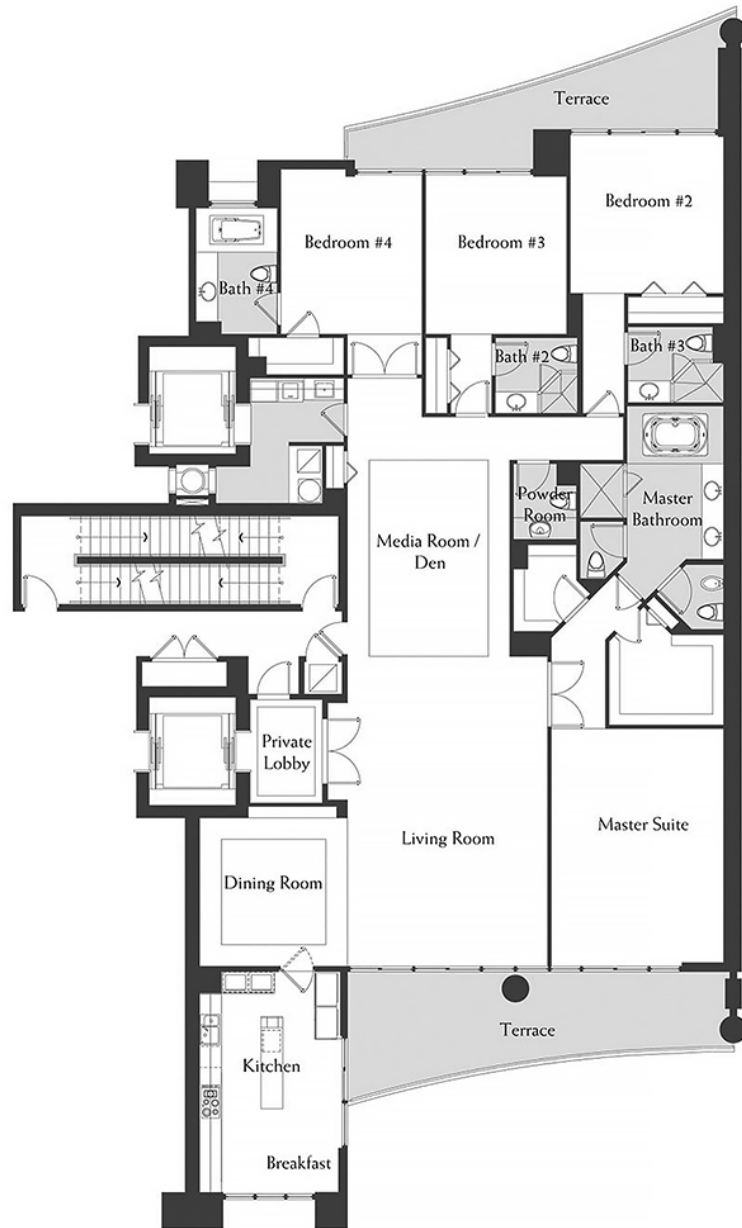 Terrace
Bedroom #2
Bedroom #4
Bedroom #3
Bath #4
Bath #2
Bath #3
Powder
Room
Master
Bathroom
Media Room /
Den
Private
Lobby
Living Room
Master Suite
Dining Room
Terrace
Kitchen
Breakfast